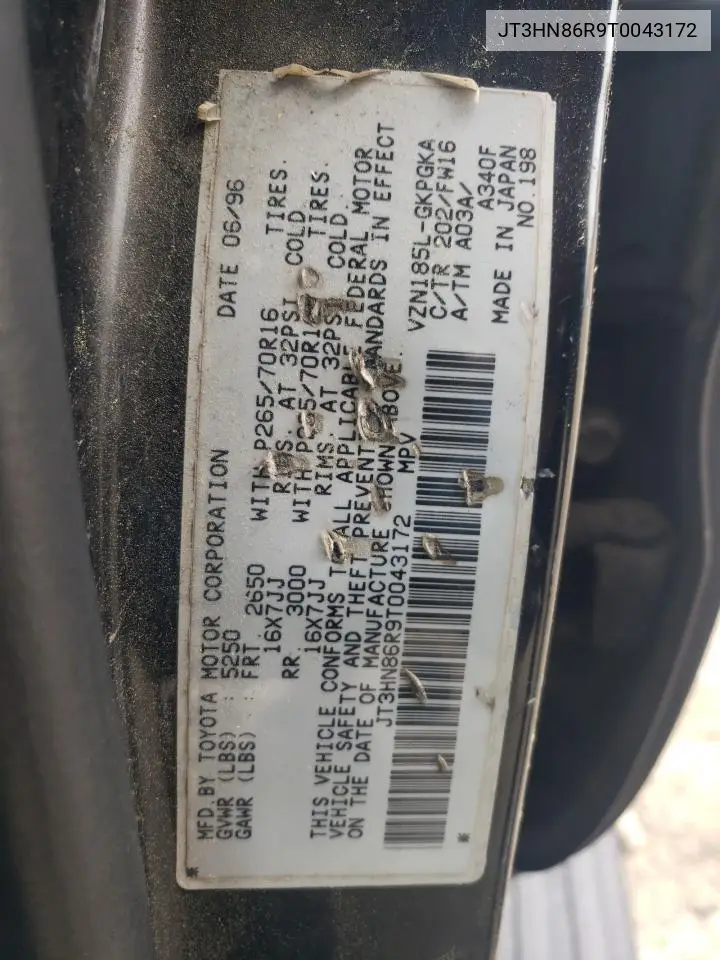 JT3HN86R9T0043172
MFD.BY TOYOTA MOTOR CORPORATION DATE 06/96
GVWR (LBS) : 5250
GAWR (LBS) : FRT. 2650 WITH P265/70R16 TIRES.
16X7JJ AT 32PSI COLD
RR. 3000 WITH TIRES.
16X7JJ RIMS. AT 32PSI COLD.
THIS VEHICLE CONFORMS ALL APPLICABLE FEDERAL MOTOR
VEHICLE SAFETY AND THEFT PREVENTION STANDARDS IN EFFECT
ON THE DATE OF MANUFACTURE SHOWN ABOVE.
JT3HN86R9T0043172 MPV
VZN185L-GKPGKA
C/TR 202/FW16
A/TM A03A/
A340F
MADE IN JAPAN
NO.198